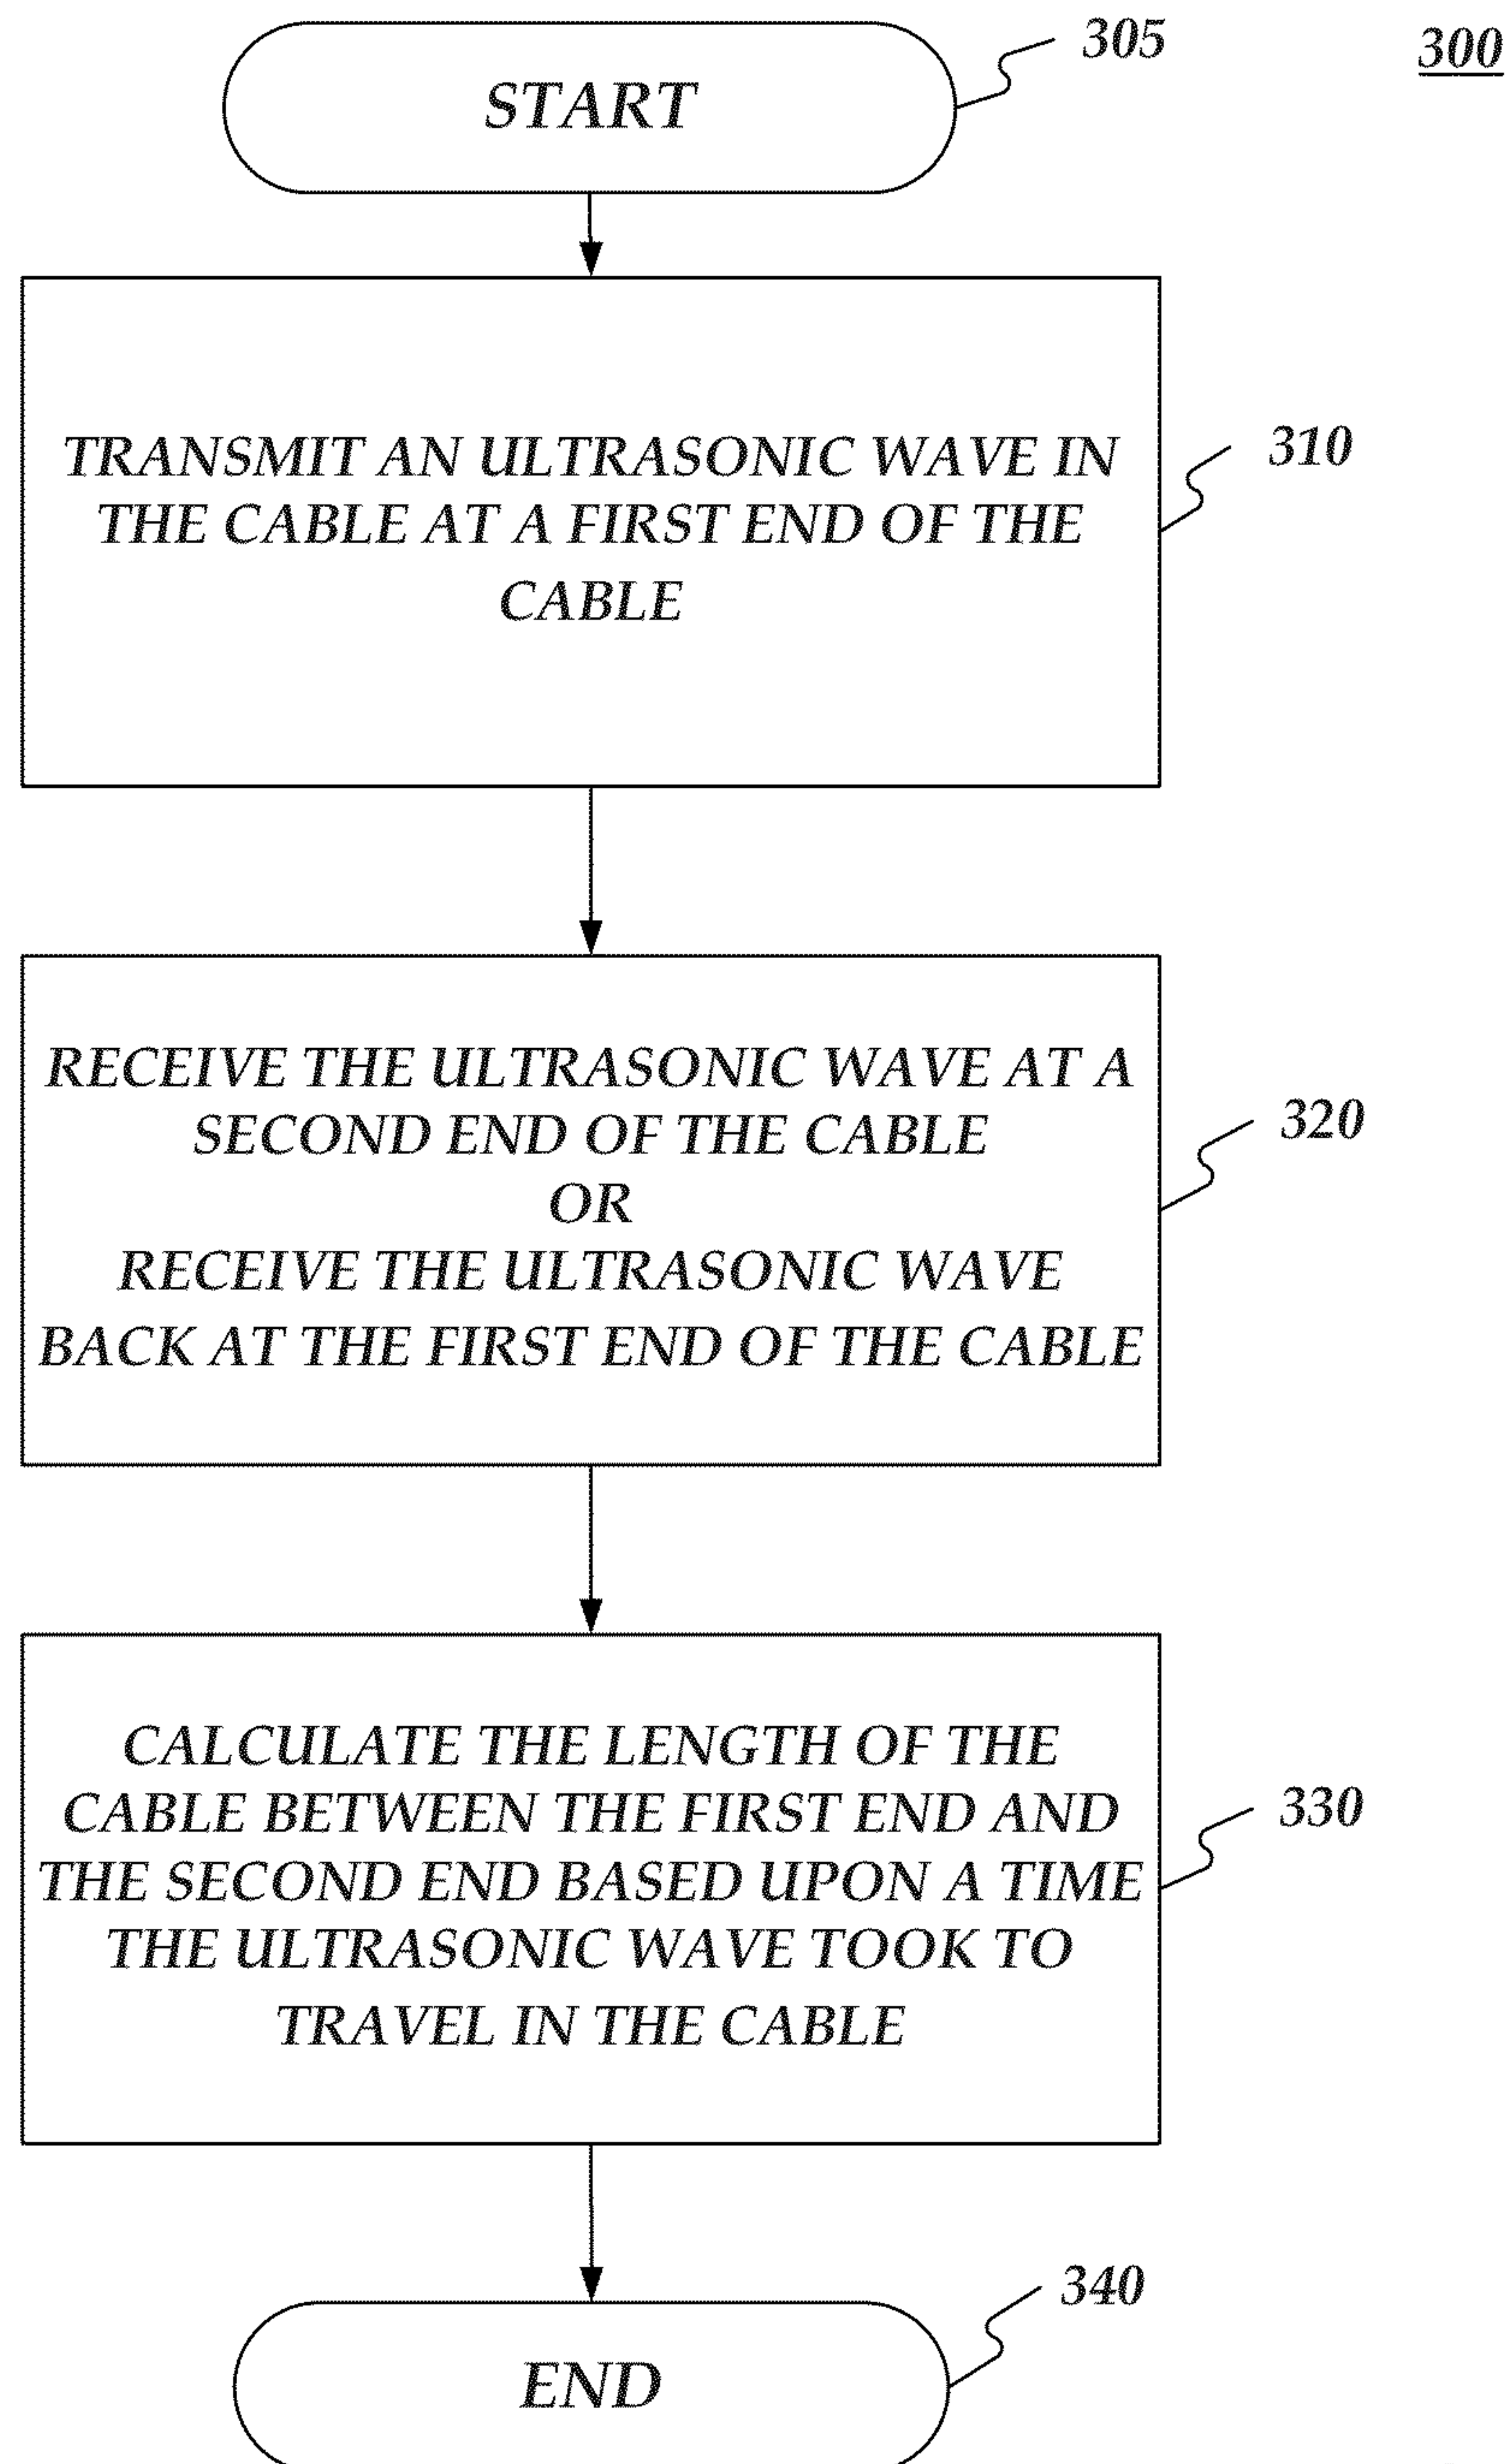 300
START
305
TRANSMIT AN ULTRASONIC WAVE IN
THE CABLE AT A FIRST END OF THE
CABLE
310
RECEIVE THE ULTRASONIC WAVE AT A
SECOND END OF THE CABLE
OR
RECEIVE THE ULTRASONIC WAVE
BACK AT THE FIRST END OF THE CABLE
320
CALCULATE THE LENGTH OF THE
CABLE BETWEEN THE FIRST END AND
THE SECOND END BASED UPON A TIME
THE ULTRASONIC WAVE TOOK TO
TRAVEL IN THE CABLE
330
END
340